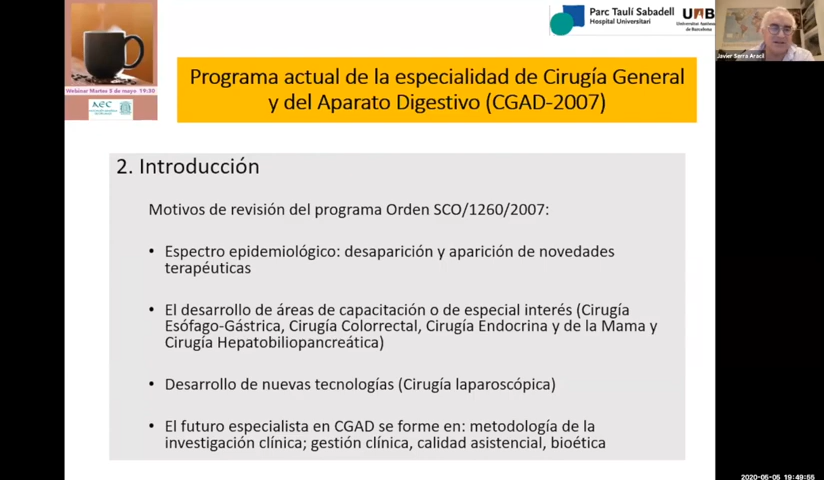 Parc Taulí Sabadell
Hospital Universitari
UAB
Universitat Autònoma
de Barcelona
Javier Serra Aracil
Webinar Martes 5 de mayo 19:30
AEC
Programa actual de la especialidad de Cirugía General
y del Aparato Digestivo (CGAD-2007)
2. Introducción
Motivos de revisión del programa Orden SCO/1260/2007:
• Espectro epidemiológico: desaparición y aparición de novedades
terapéuticas
• El desarrollo de áreas de capacitación o de especial interés (Cirugía
Esófago-Gástrica, Cirugía Colorrectal, Cirugía Endocrina y de la Mama y
Cirugía Hepatobiliopancreática)
• Desarrollo de nuevas tecnologías (Cirugía laparoscópica)
• El futuro especialista en CGAD se forme en: metodología de la
investigación clínica; gestión clínica, calidad asistencial, bioética
2020-05-05 19:49:55